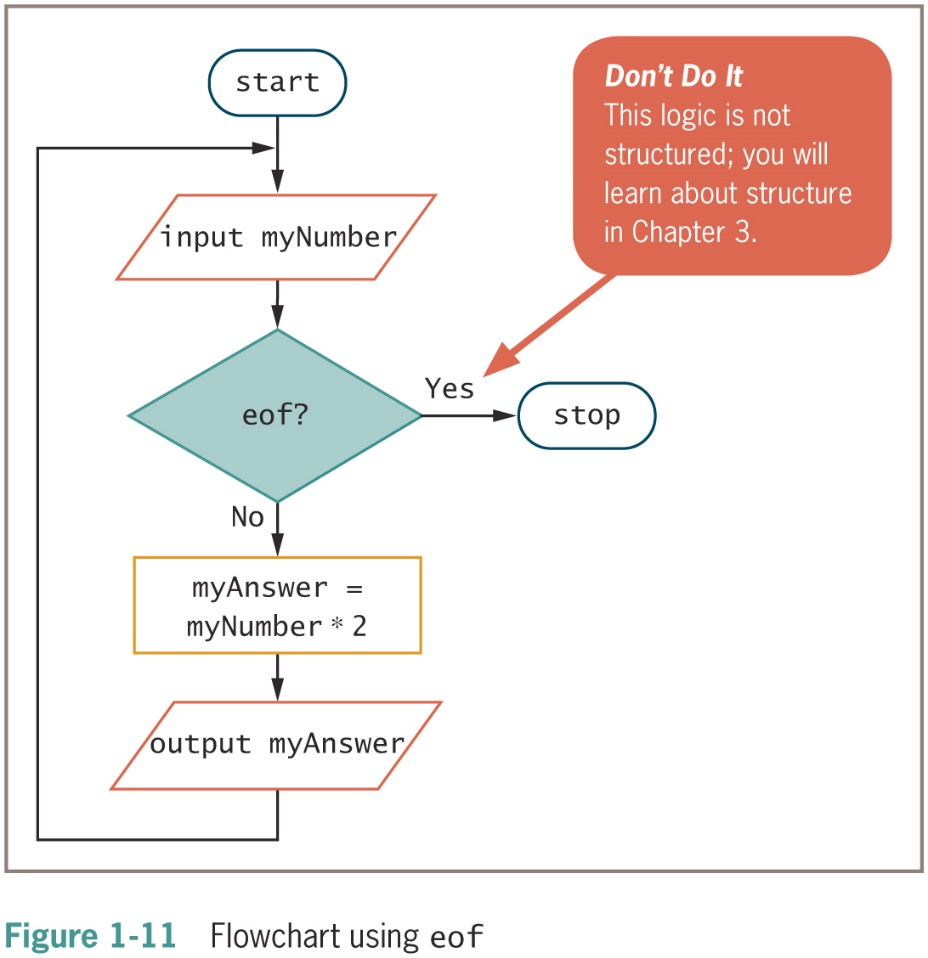 start
Don't Do It
This logic is not
structured; you will
learn about structure
in Chapter 3.
input myNumber
eof?
Yes
stop
No
myAnswer =
myNumber * 2
output myAnswer
Figure 1-11 Flowchart using eof